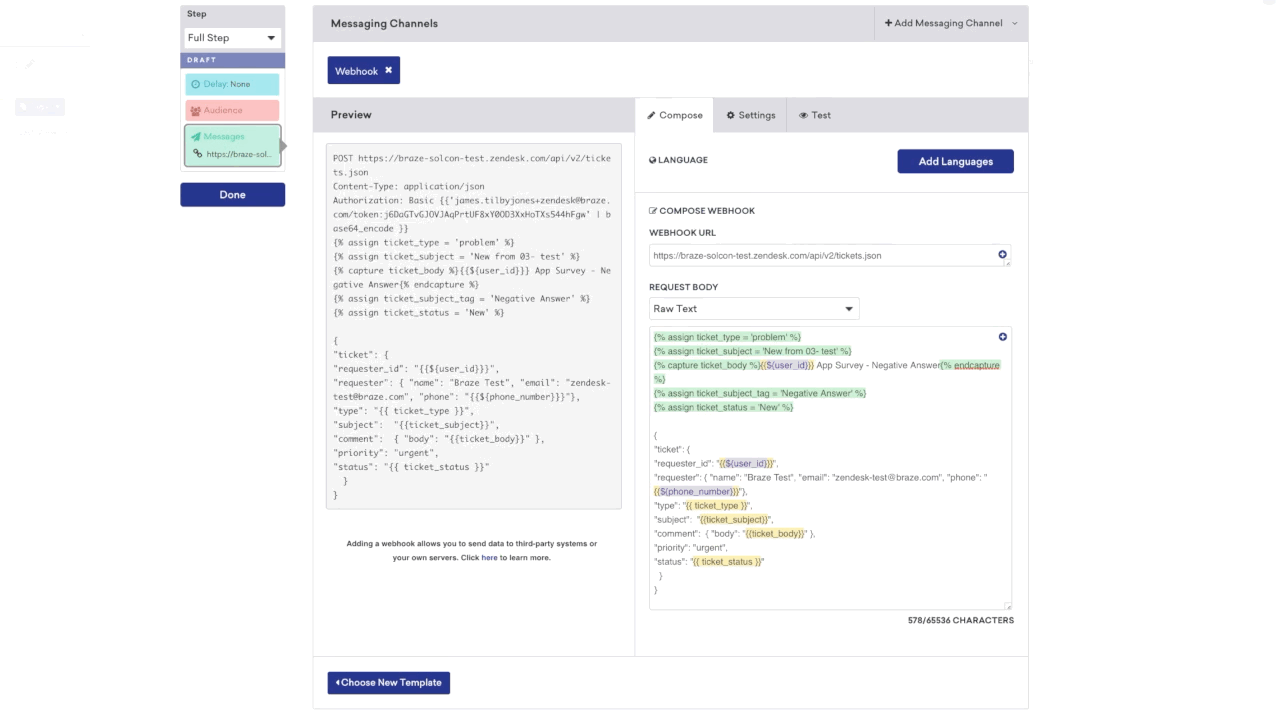 Step
Full Step
DRAFT
Delay: None
Audience
Messages
https://braze-sol...
Done
Messaging Channels
+ Add Messaging Channel
Webhook ✖
Preview
Compose
Settings
Test
POST https://braze-solcon-test.zendesk.com/api/v2/ticke
ts.json
Content-Type: application/json
Authorization: Basic {{'james.tilbyjones+zendesk@braze.
com/token:j6DaGTvGJOVJAqPrtUF8xY0OD3XxHoTXs544hFgw' | b
ase64_encode }}
{% assign ticket_type = 'problem' %}
{% assign ticket_subject = 'New from 03- test' %}
{% capture ticket_body %}{{${user_id}}} App Survey - Ne
gative Answer{% endcapture %}
{% assign ticket_subject_tag = 'Negative Answer' %}
{% assign ticket_status = 'New' %}
{
"ticket": {
"requester_id": "{{${user_id}}}",
"requester": { "name": "Braze Test", "email": "zendesk-
test@braze.com", "phone": "{{${phone_number}}}"},
"type": "{{ ticket_type }}",
"subject":  "{{ticket_subject}}",
"comment":  { "body": "{{ticket_body}}" },
"priority": "urgent",
"status": "{{ ticket_status }}"
}
}
Adding a webhook allows you to send data to third-party systems or
your own servers. Click here to learn more.
LANGUAGE
Add Languages
COMPOSE WEBHOOK
WEBHOOK URL
https://braze-solcon-test.zendesk.com/api/v2/tickets.json
REQUEST BODY
Raw Text
{% assign ticket_type = 'problem' %}
{% assign ticket_subject = 'New from 03- test' %}
{% capture ticket_body %}{{${user_id}}} App Survey - Negative Answer{% endcapture
%}
{% assign ticket_subject_tag = 'Negative Answer' %}
{% assign ticket_status = 'New' %}
{
"ticket": {
"requester_id": "{{${user_id}}}",
"requester": { "name": "Braze Test", "email": "zendesk-test@braze.com", "phone": "
{{${phone_number}}}"},
"type": "{{ ticket_type }}",
"subject":  "{{ticket_subject}}",
"comment":  { "body": "{{ticket_body}}" },
"priority": "urgent",
"status": "{{ ticket_status }}"
}
}
578/65536 CHARACTERS
Choose New Template